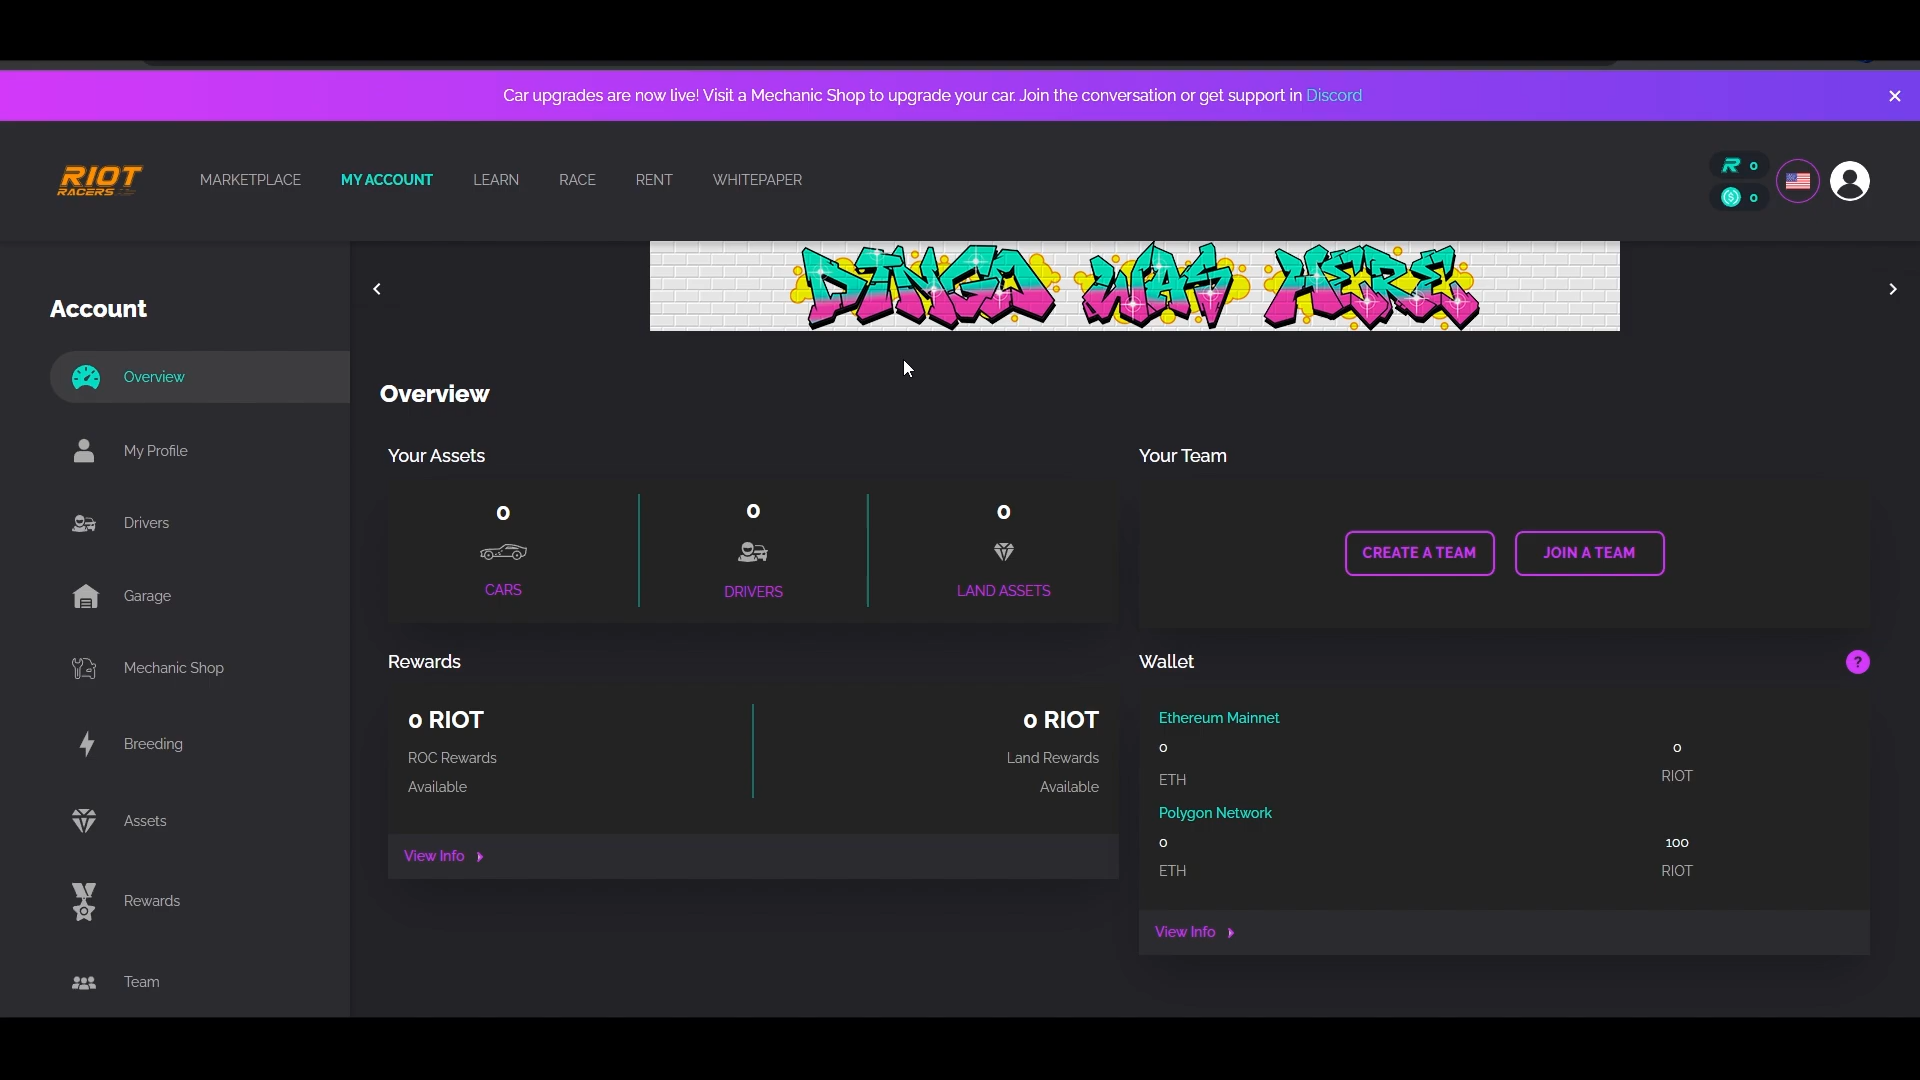 Car upgrades are now live! Visit a Mechanic Shop to upgrade your car. Join the conversation or get support in Discord
RIOT
RACERS
MARKETPLACE
MY ACCOUNT
LEARN
RACE
RENT
WHITEPAPER
0
0
DINGO WAS HERE
Account
Overview
My Profile
Drivers
Garage
Mechanic Shop
Breeding
Assets
Rewards
Team
Overview
Your Assets
0
CARS
0
DRIVERS
0
LAND ASSETS
Your Team
CREATE A TEAM
JOIN A TEAM
Rewards
0 RIOT
ROC Rewards
Available
0 RIOT
Land Rewards
Available
View Info
Wallet
?
Ethereum Mainnet
0
ETH
0
RIOT
Polygon Network
0
ETH
100
RIOT
View Info